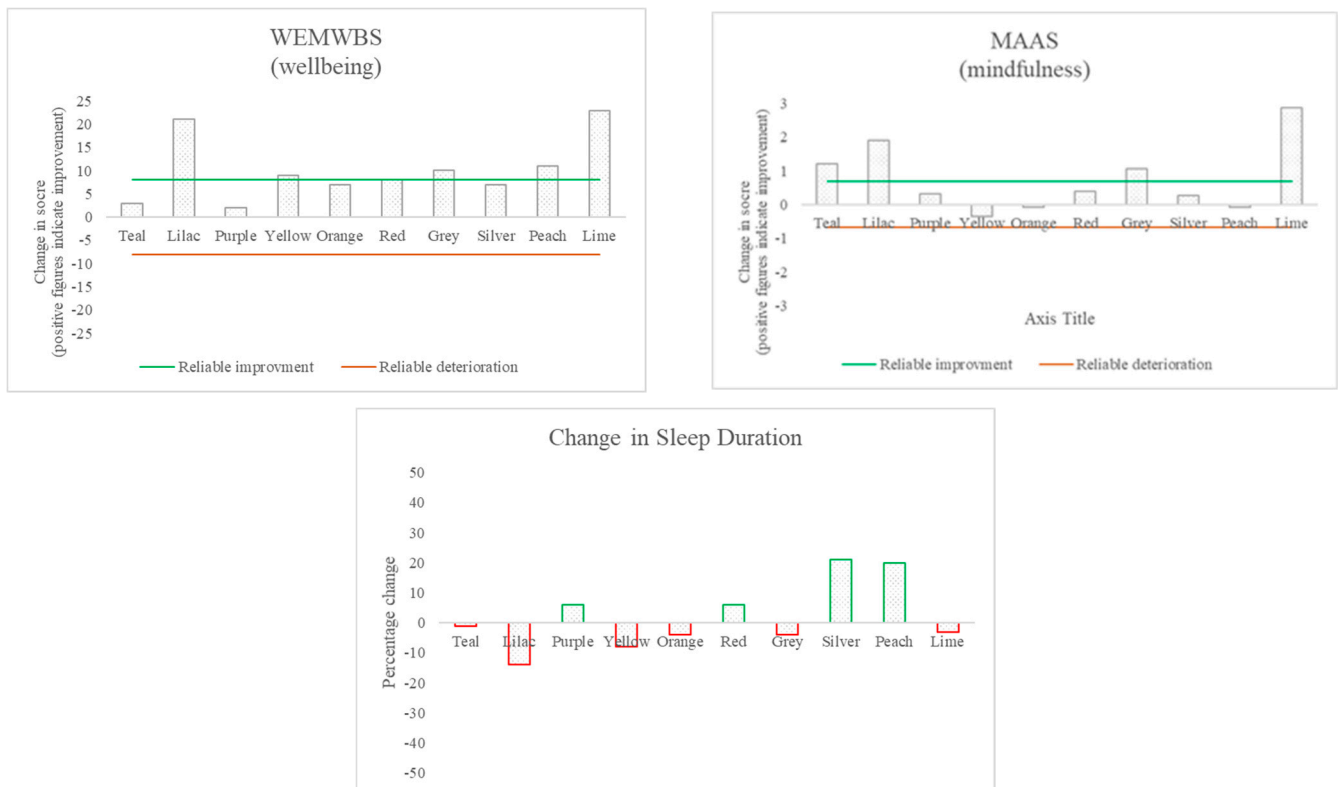 WEMWBS
(wellbeing)
Change in socre
(positive figures indicate improvement)
25
20
15
10
5
0
-5
-10
-15
-20
-25
Teal Lilac Purple Yellow Orange Red Grey Silver Peach Lime
Reliable improvment Reliable deterioration
MAAS
(mindfulness)
Change in socre
(positive figures indicate improvement)
3
2
1
0
-1
-2
-3
Teal Lilac Purple Yellow Orange Red Grey Silver Peach Lime
Axis Title
Reliable improvment Reliable deterioration
Change in Sleep Duration
Percentage change
50
40
30
20
10
0
-10
-20
-30
-40
-50
Teal Lilac Purple Yellow Orange Red Grey Silver Peach Lime